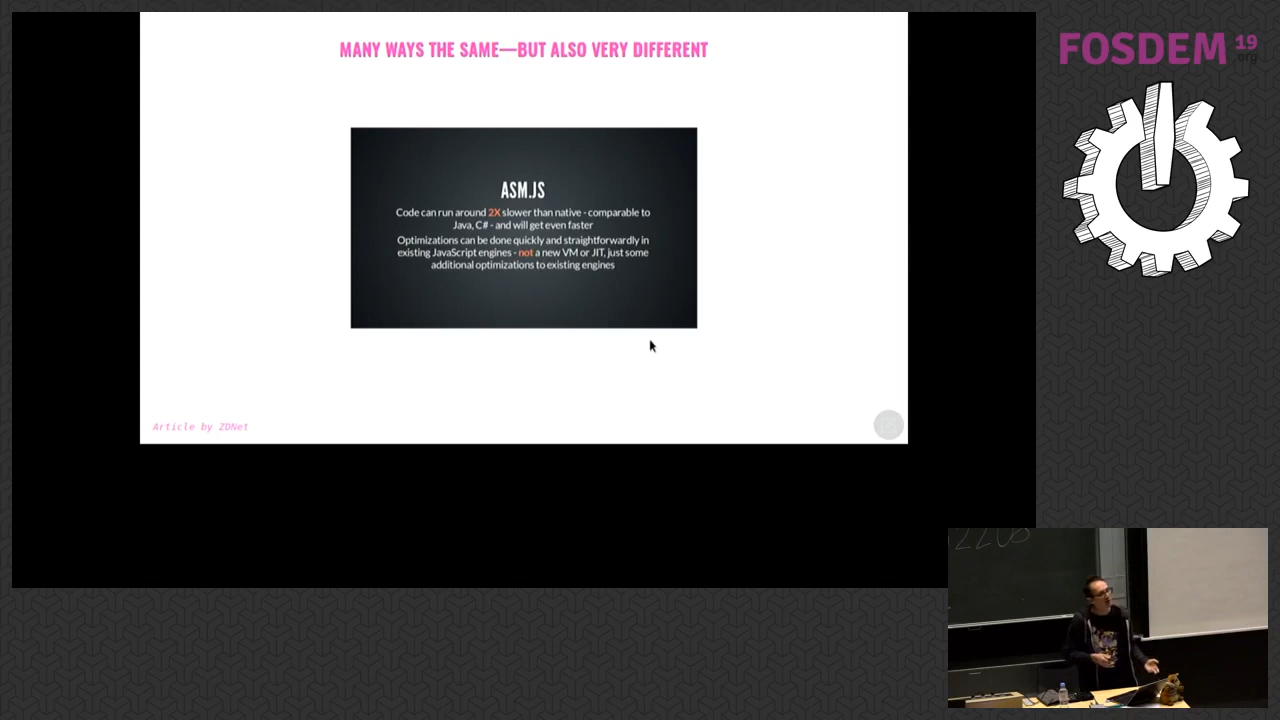 MANY WAYS THE SAME—BUT ALSO VERY DIFFERENT
ASM.JS
Code can run around 2X slower than native - comparable to
Java, C# - and will get even faster
Optimizations can be done quickly and straightforwardly in
existing JavaScript engines - not a new VM or JIT, just some
additional optimizations to existing engines
Article by ZDNet
FOSDEM 19
.org